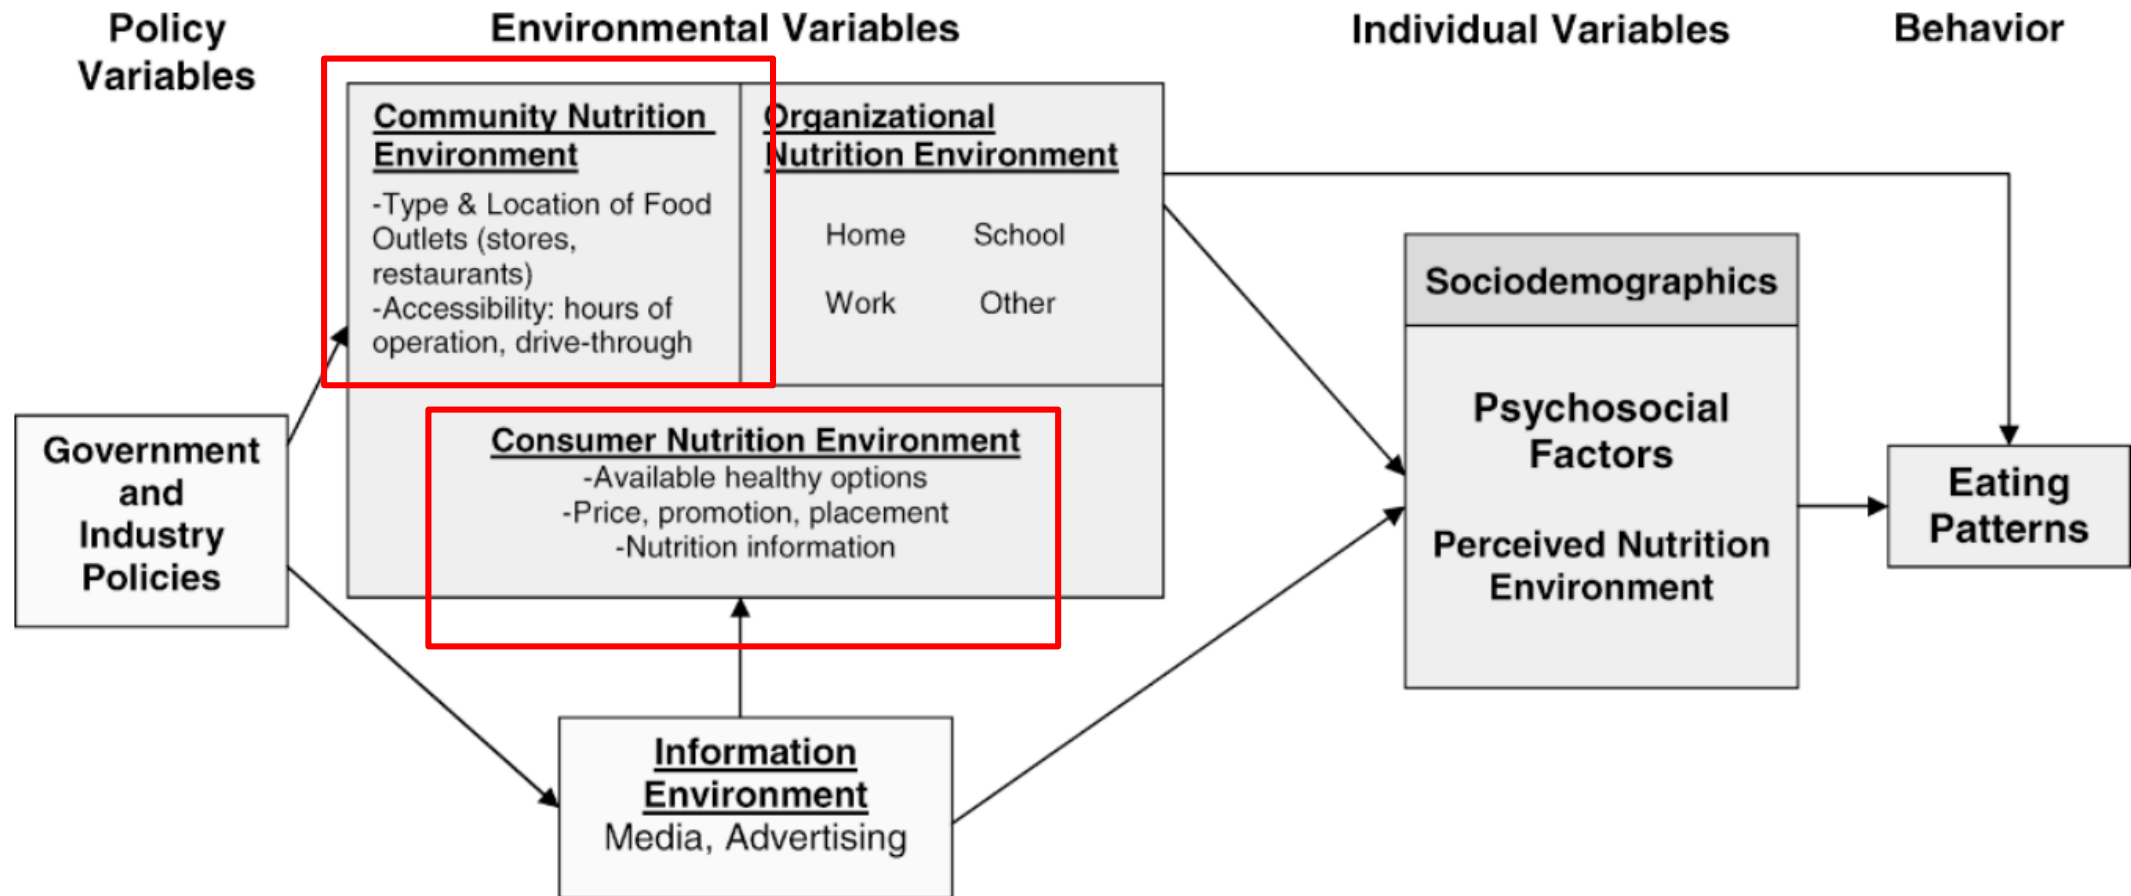 Policy
Variables
Environmental Variables
Individual Variables
Behavior
Community Nutrition
Environment
-Type & Location of Food
Outlets (stores,
restaurants)
-Accessibility: hours of
operation, drive-through
Organizational
Nutrition Environment
Home School
Work Other
Consumer Nutrition Environment
-Available healthy options
-Price, promotion, placement
-Nutrition information
Government
and
Industry
Policies
Information
Environment
Media, Advertising
Sociodemographics
Psychosocial
Factors
Perceived Nutrition
Environment
Eating
Patterns